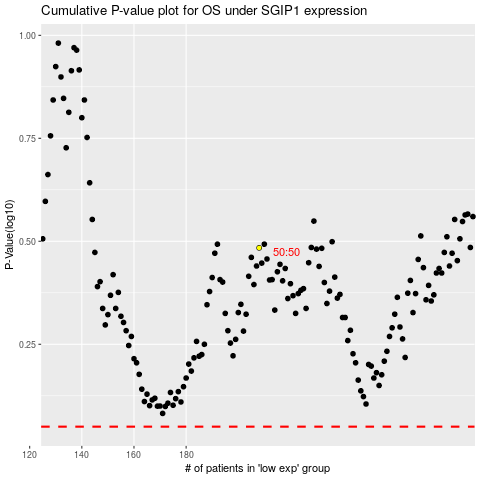 Cumulative P-value plot for OS under SGIP1 expression
1.00
0.75
0.50
0.25
P-Value(log10)
50:50
120 140 160 180
# of patients in 'low exp' group